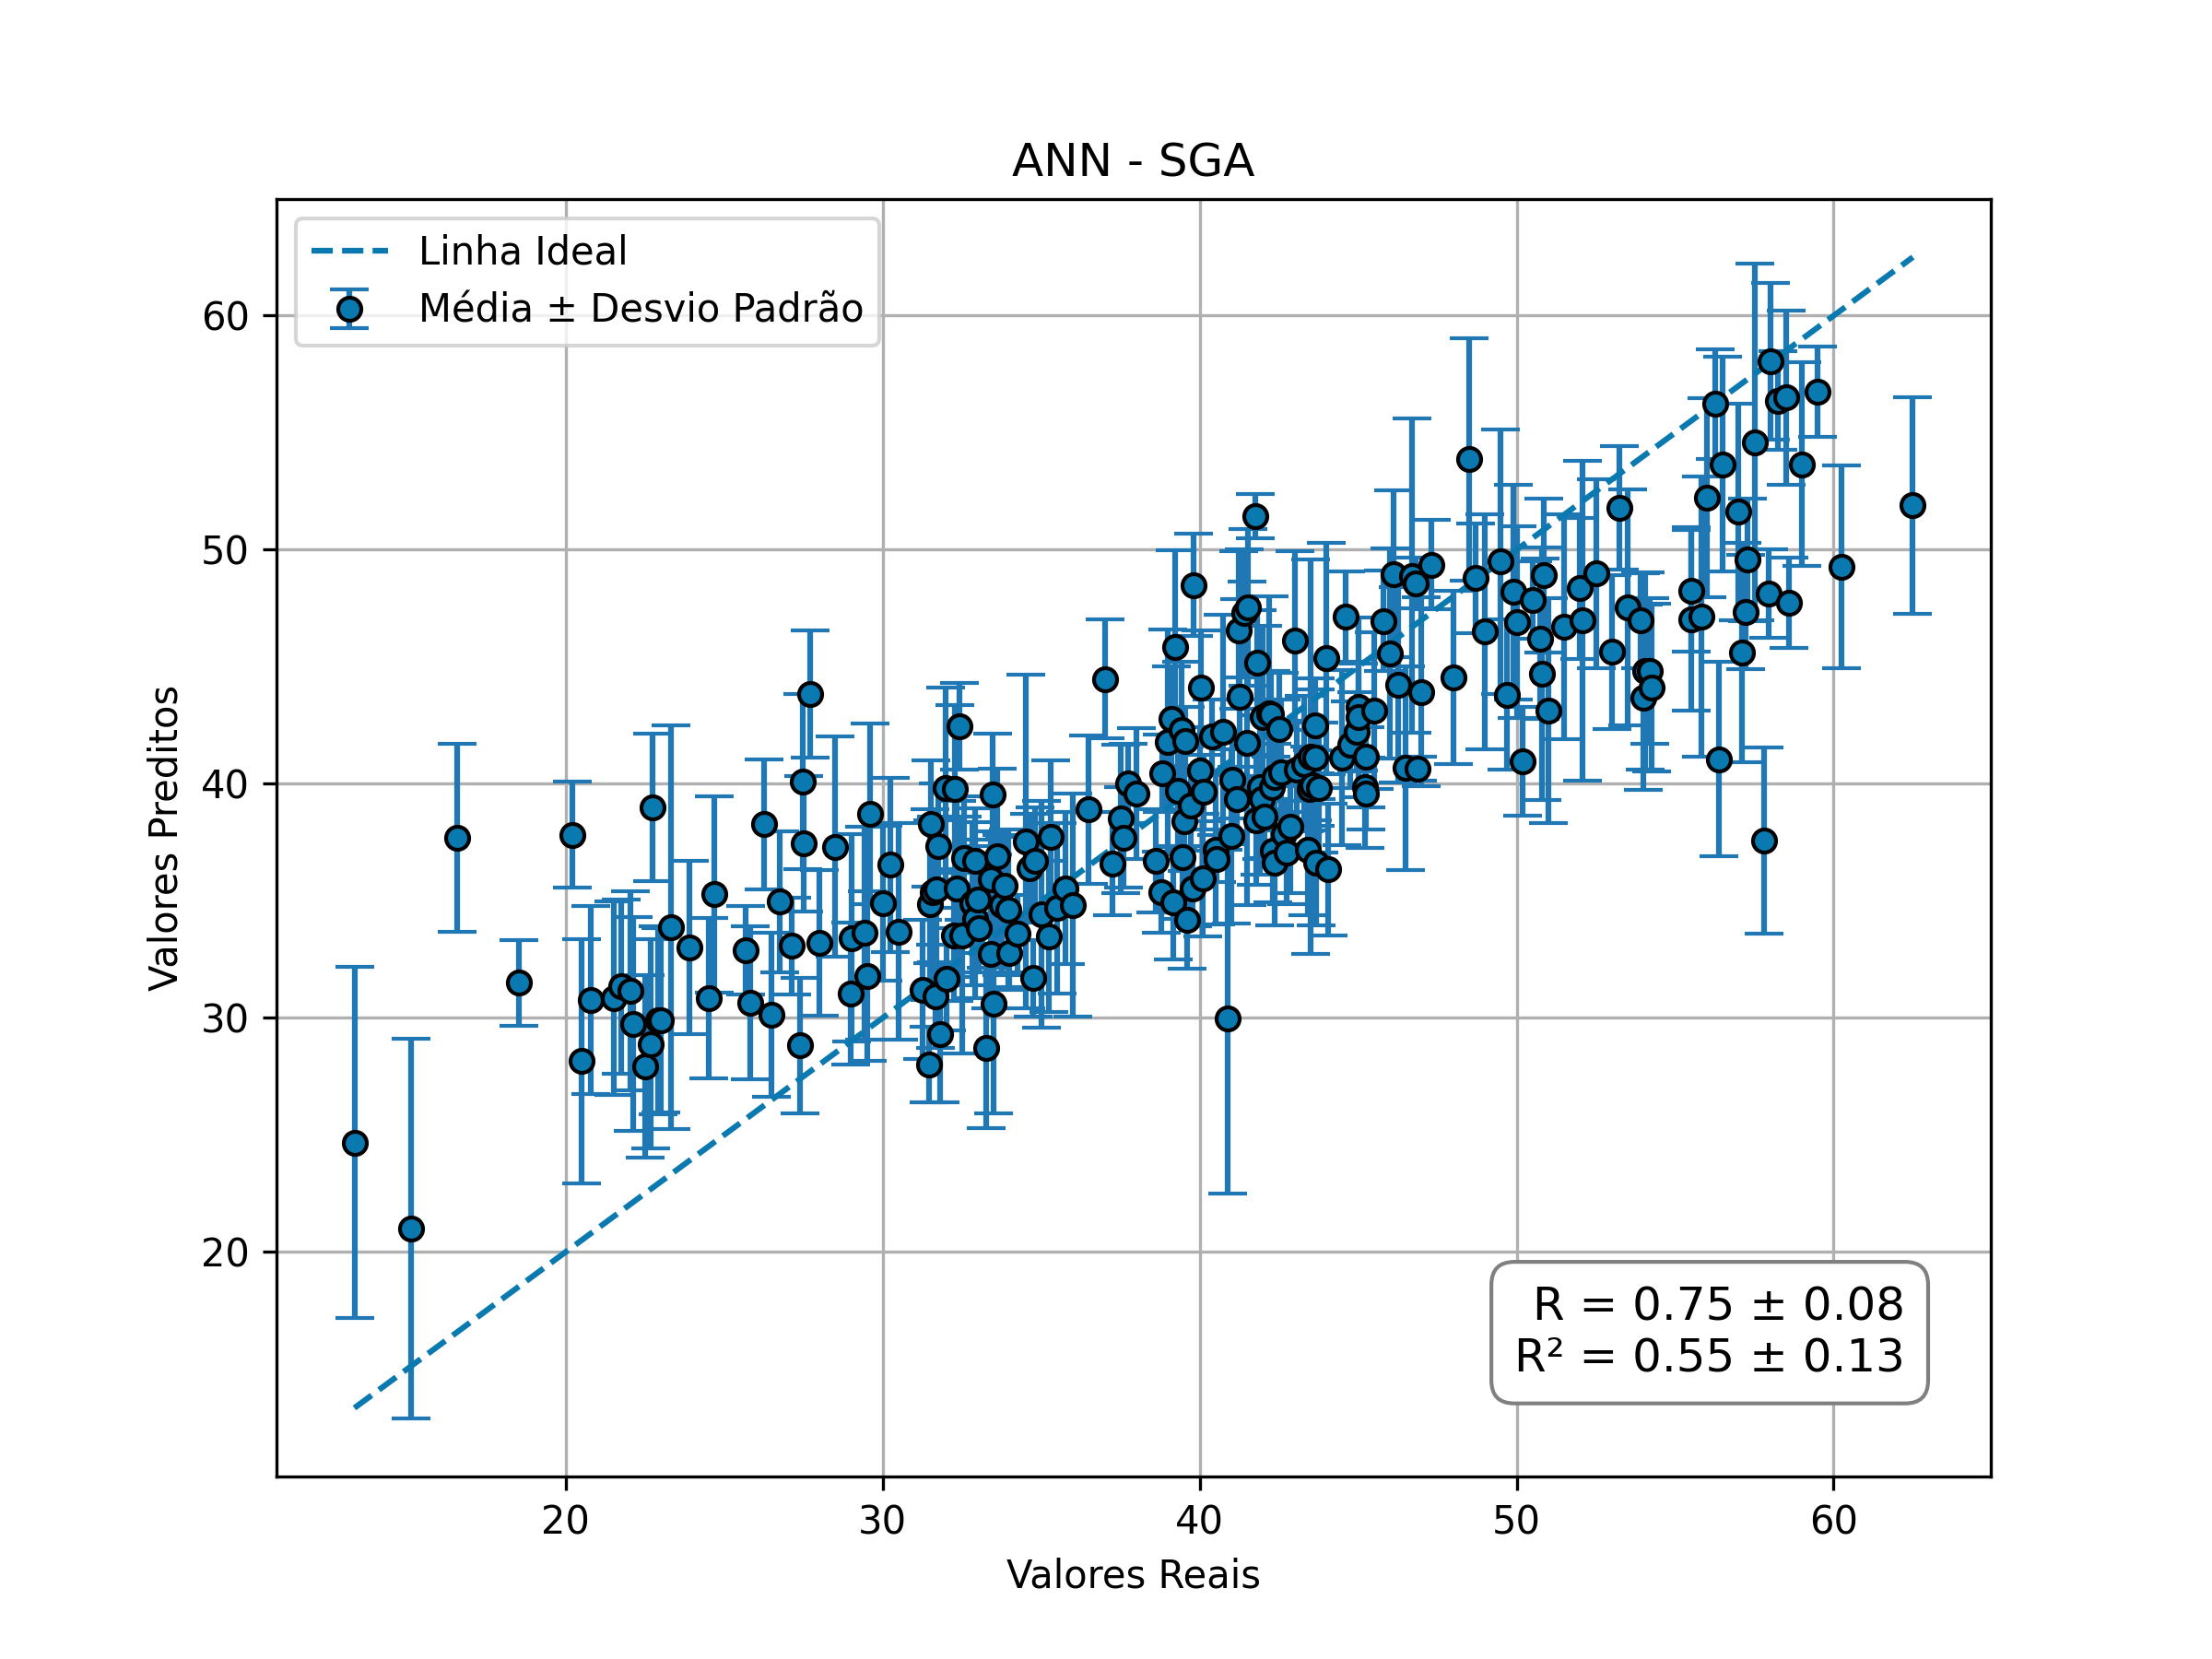 ANN - SGA
Linha Ideal
Média ± Desvio Padrão
60
50
40
30
20
Valores Preditos
R = 0.75 ± 0.08
R² = 0.55 ± 0.13
20 30 40 50 60
Valores Reais